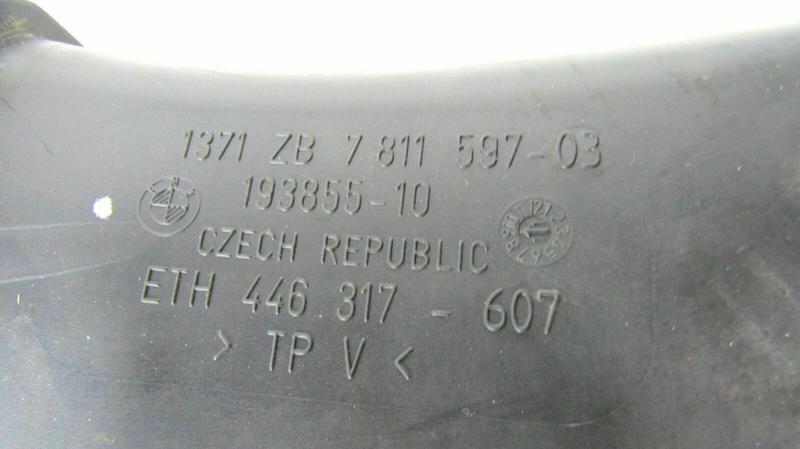 1371 ZB 7 811 597-03
193855-10
CZECH REPUBLIC
ETH 446 317 - 607
> TP V <